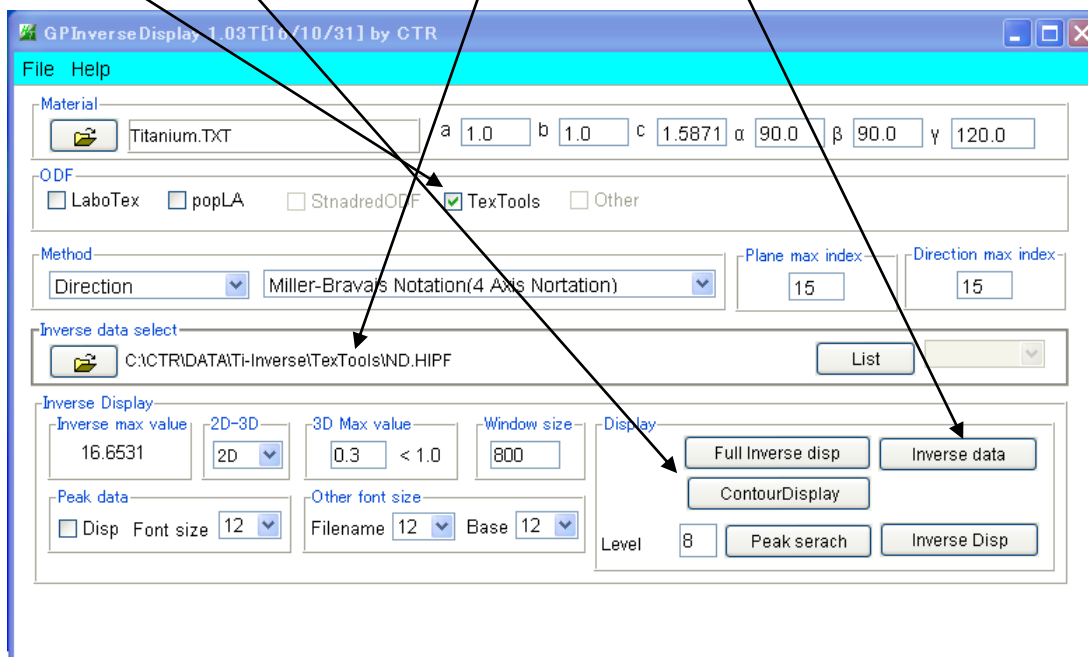 GPInverseDisplay 1.03T[16/10/31] by CTR
File Help
Material
Titanium.TXT a 1.0 b 1.0 c 1.5871 α 90.0 β 90.0 γ 120.0
ODF
LaboTex popLA StnadredODF TexTools Other
Method Plane max index Direction max index
Direction Miller-Bravais Notation(4 Axis Nortation) 15 15
Inverse data select
C:\CTR\DATA\Ti-Inverse\TexTools\ND.HIPF List
Inverse Display
Inverse max value 2D-3D 3D Max value Window size Display
16.6531 2D 0.3 < 1.0 800 Full Inverse disp Inverse data
ContourDisplay
Peak data Other font size
Disp Font size 12 Filename 12 Base 12
Level 8 Peak serach Inverse Disp